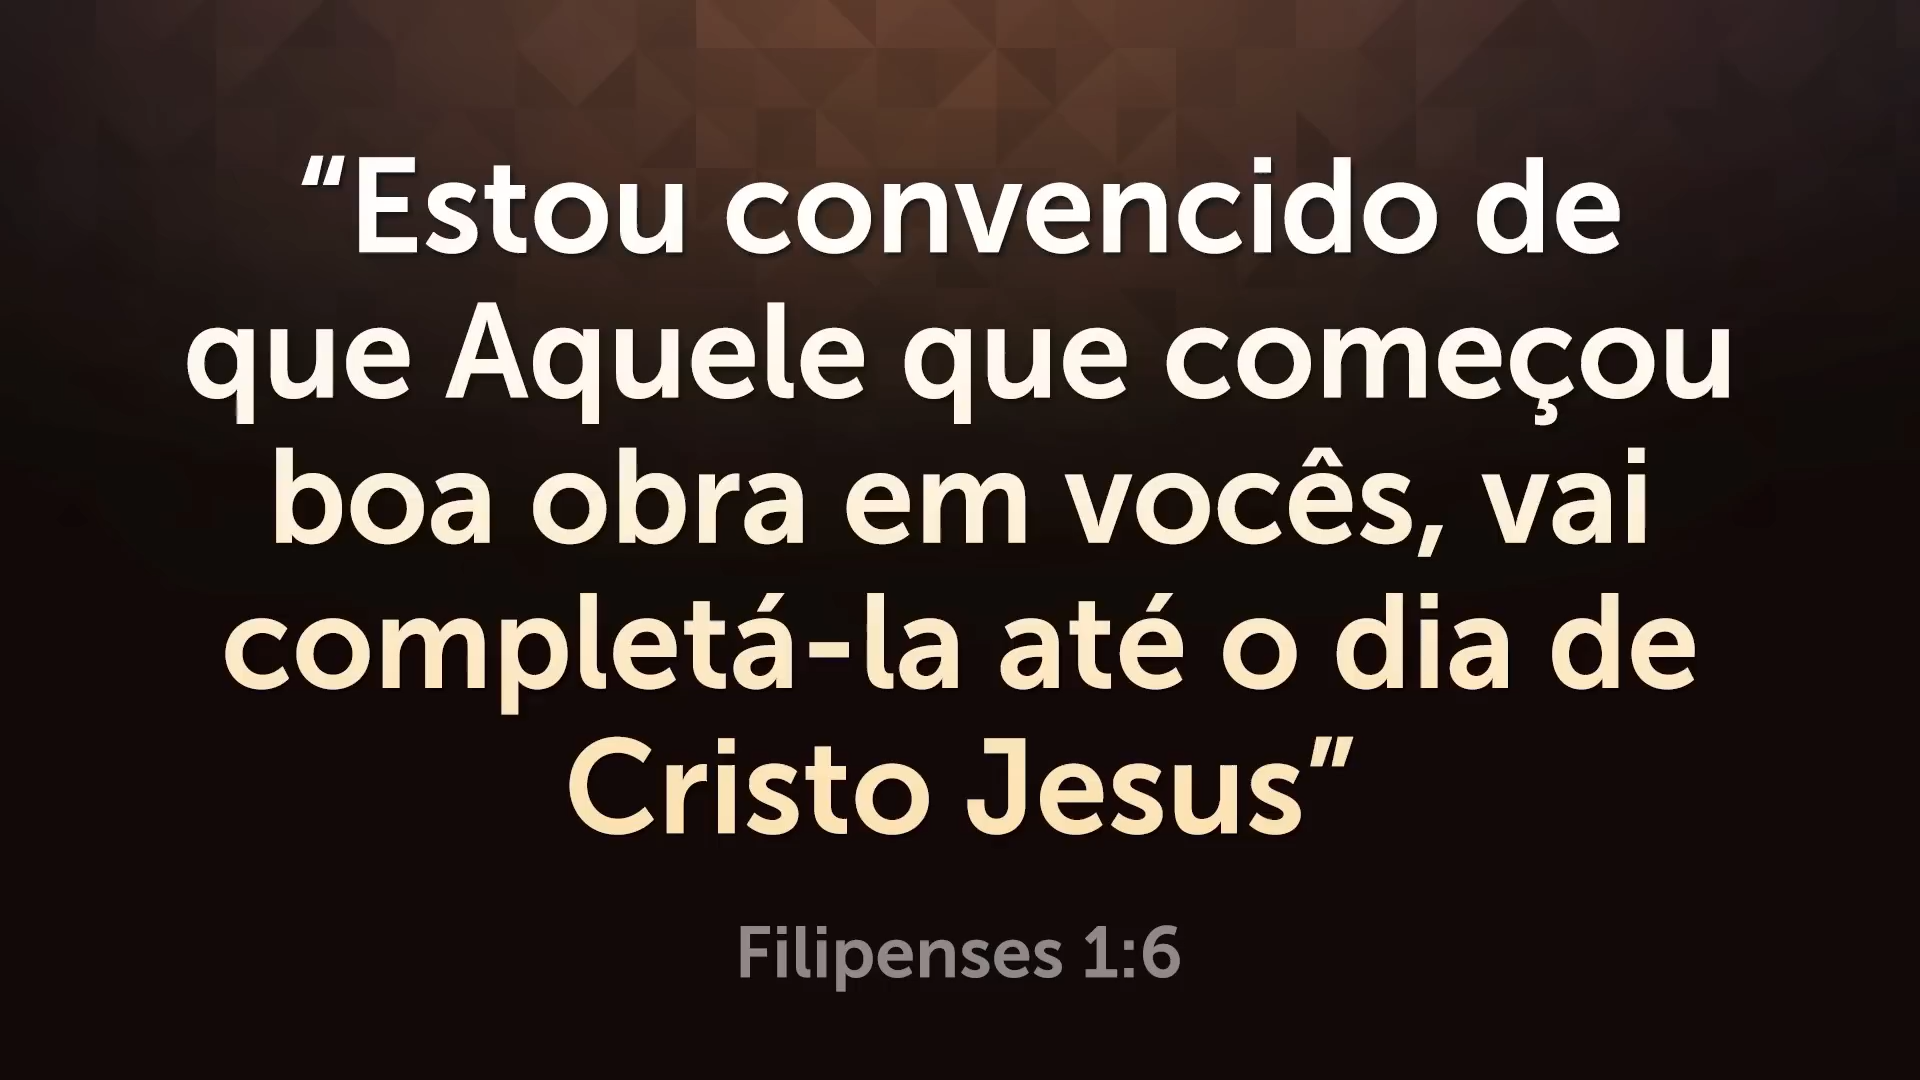 “Estou convencido de
que Aquele que começou
boa obra em vocês, vai
completá-la até o dia de
Cristo Jesus”
Filipenses 1:6